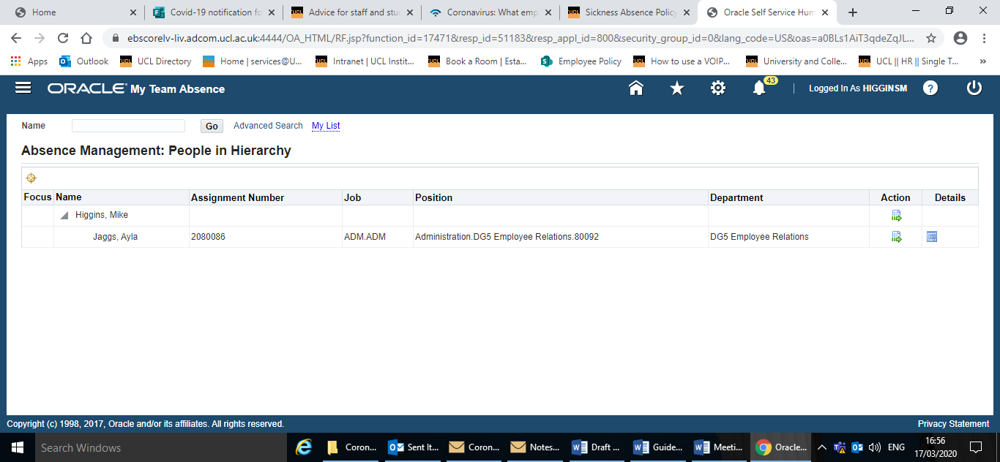 Home
Covid-19 notification fo
Advice for staff and stu
Coronavirus: What emp
Sickness Absence Policy
Oracle Self Service Hum
ebscorelv-liv.adcom.ucl.ac.uk:4444/OA_HTML/RF.jsp?function_id=17471&resp_id=51183&resp_appl_id=800&security_group_id=0&lang_code=US&oas=a0BLs1AiT3qdeZqJL...
Apps Outlook UCL Directory Home | services@U... Intranet | UCL Instit... Book a Room | Esta... Employee Policy How to use a VOIP... University and Colle... UCL || HR || Single T... »
ORACLE® My Team Absence 43 Logged In As HIGGINSM ?
Name Go Advanced Search My List
Absence Management: People in Hierarchy
Focus Name Assignment Number Job Position Department Action Details
Higgins, Mike
Jaggs, Ayla 2080086 ADM.ADM Administration.DG5 Employee Relations.80092 DG5 Employee Relations
Copyright (c) 1998, 2017, Oracle and/or its affiliates. All rights reserved. Privacy Statement
Search Windows Coron... Sent It... Coron... Notes... Draft ... Guide... Meeti... Oracle... ENG 16:56
17/03/2020